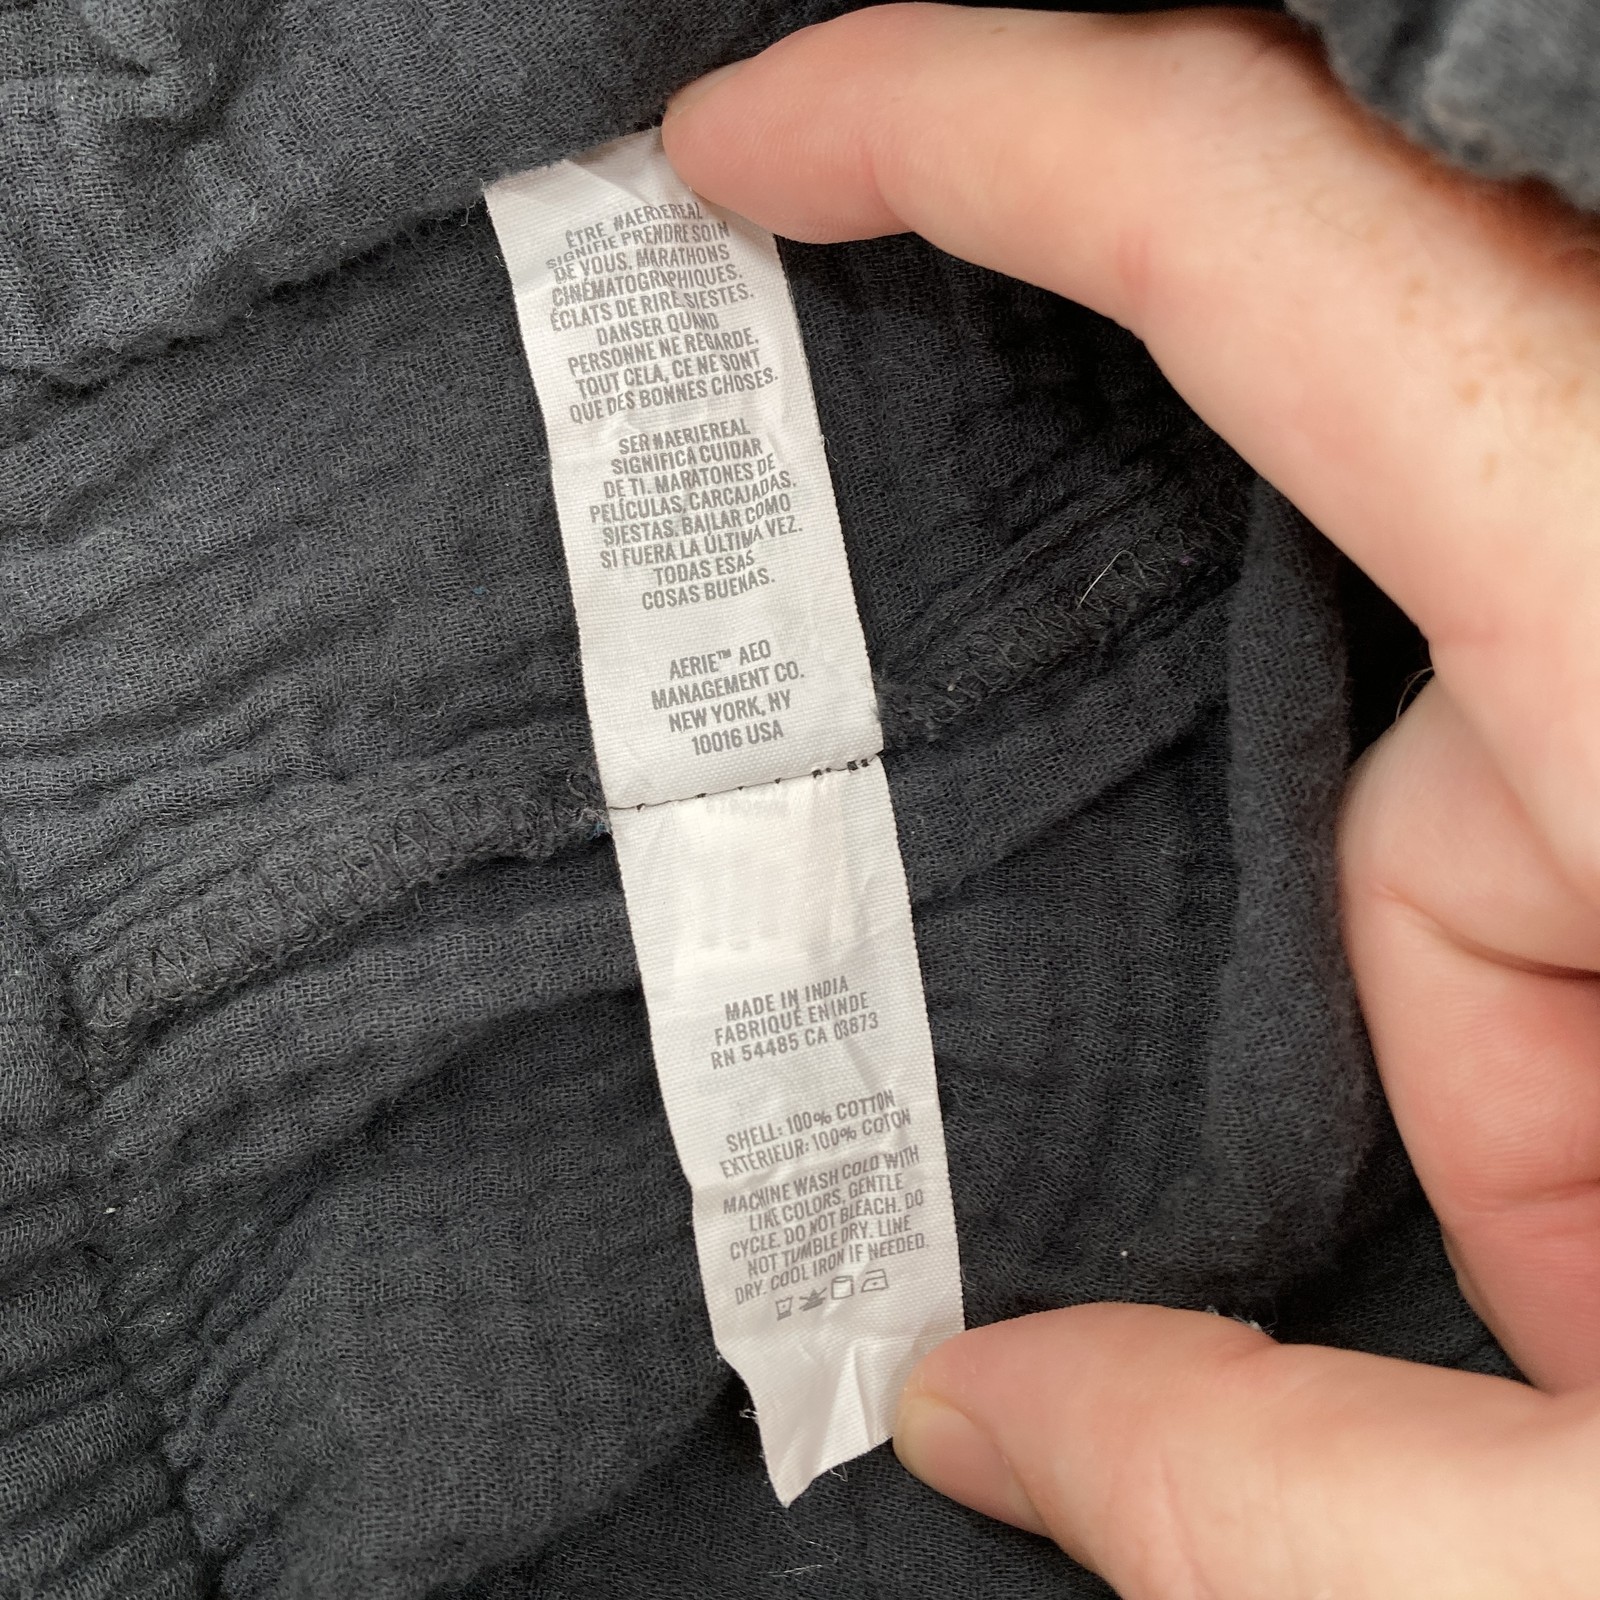 ÊTRE #AERIEREAL
SIGNIFIE PRENDRE SOIN
DE VOUS. MARATHONS
CINÉMATOGRAPHIQUES.
ÉCLATS DE RIRE. SIESTES.
DANSER QUAND
PERSONNE NE REGARDE.
TOUT CELA, CE NE SONT
QUE DES BONNES CHOSES.
SER #AERIEREAL
SIGNIFICA CUIDAR
DE TI. MARATONES DE
PELÍCULAS. CARCAJADAS.
SIESTAS. BAILAR COMO
SI FUERA LA ULTIMA VEZ.
TODAS ESAS
COSAS BUENAS.
AERIE™ AEO
MANAGEMENT CO.
NEW YORK, NY
10016 USA
MADE IN INDIA
FABRIQUÉ EN INDE
RN 54485 CA 03673
SHELL: 100% COTTON
EXTERIEUR: 100% COTON
MACHINE WASH COLD WITH
LIKE COLORS, GENTLE
CYCLE. DO NOT BLEACH. DO
NOT TUMBLE DRY. LINE
DRY. COOL IRON IF NEEDED.